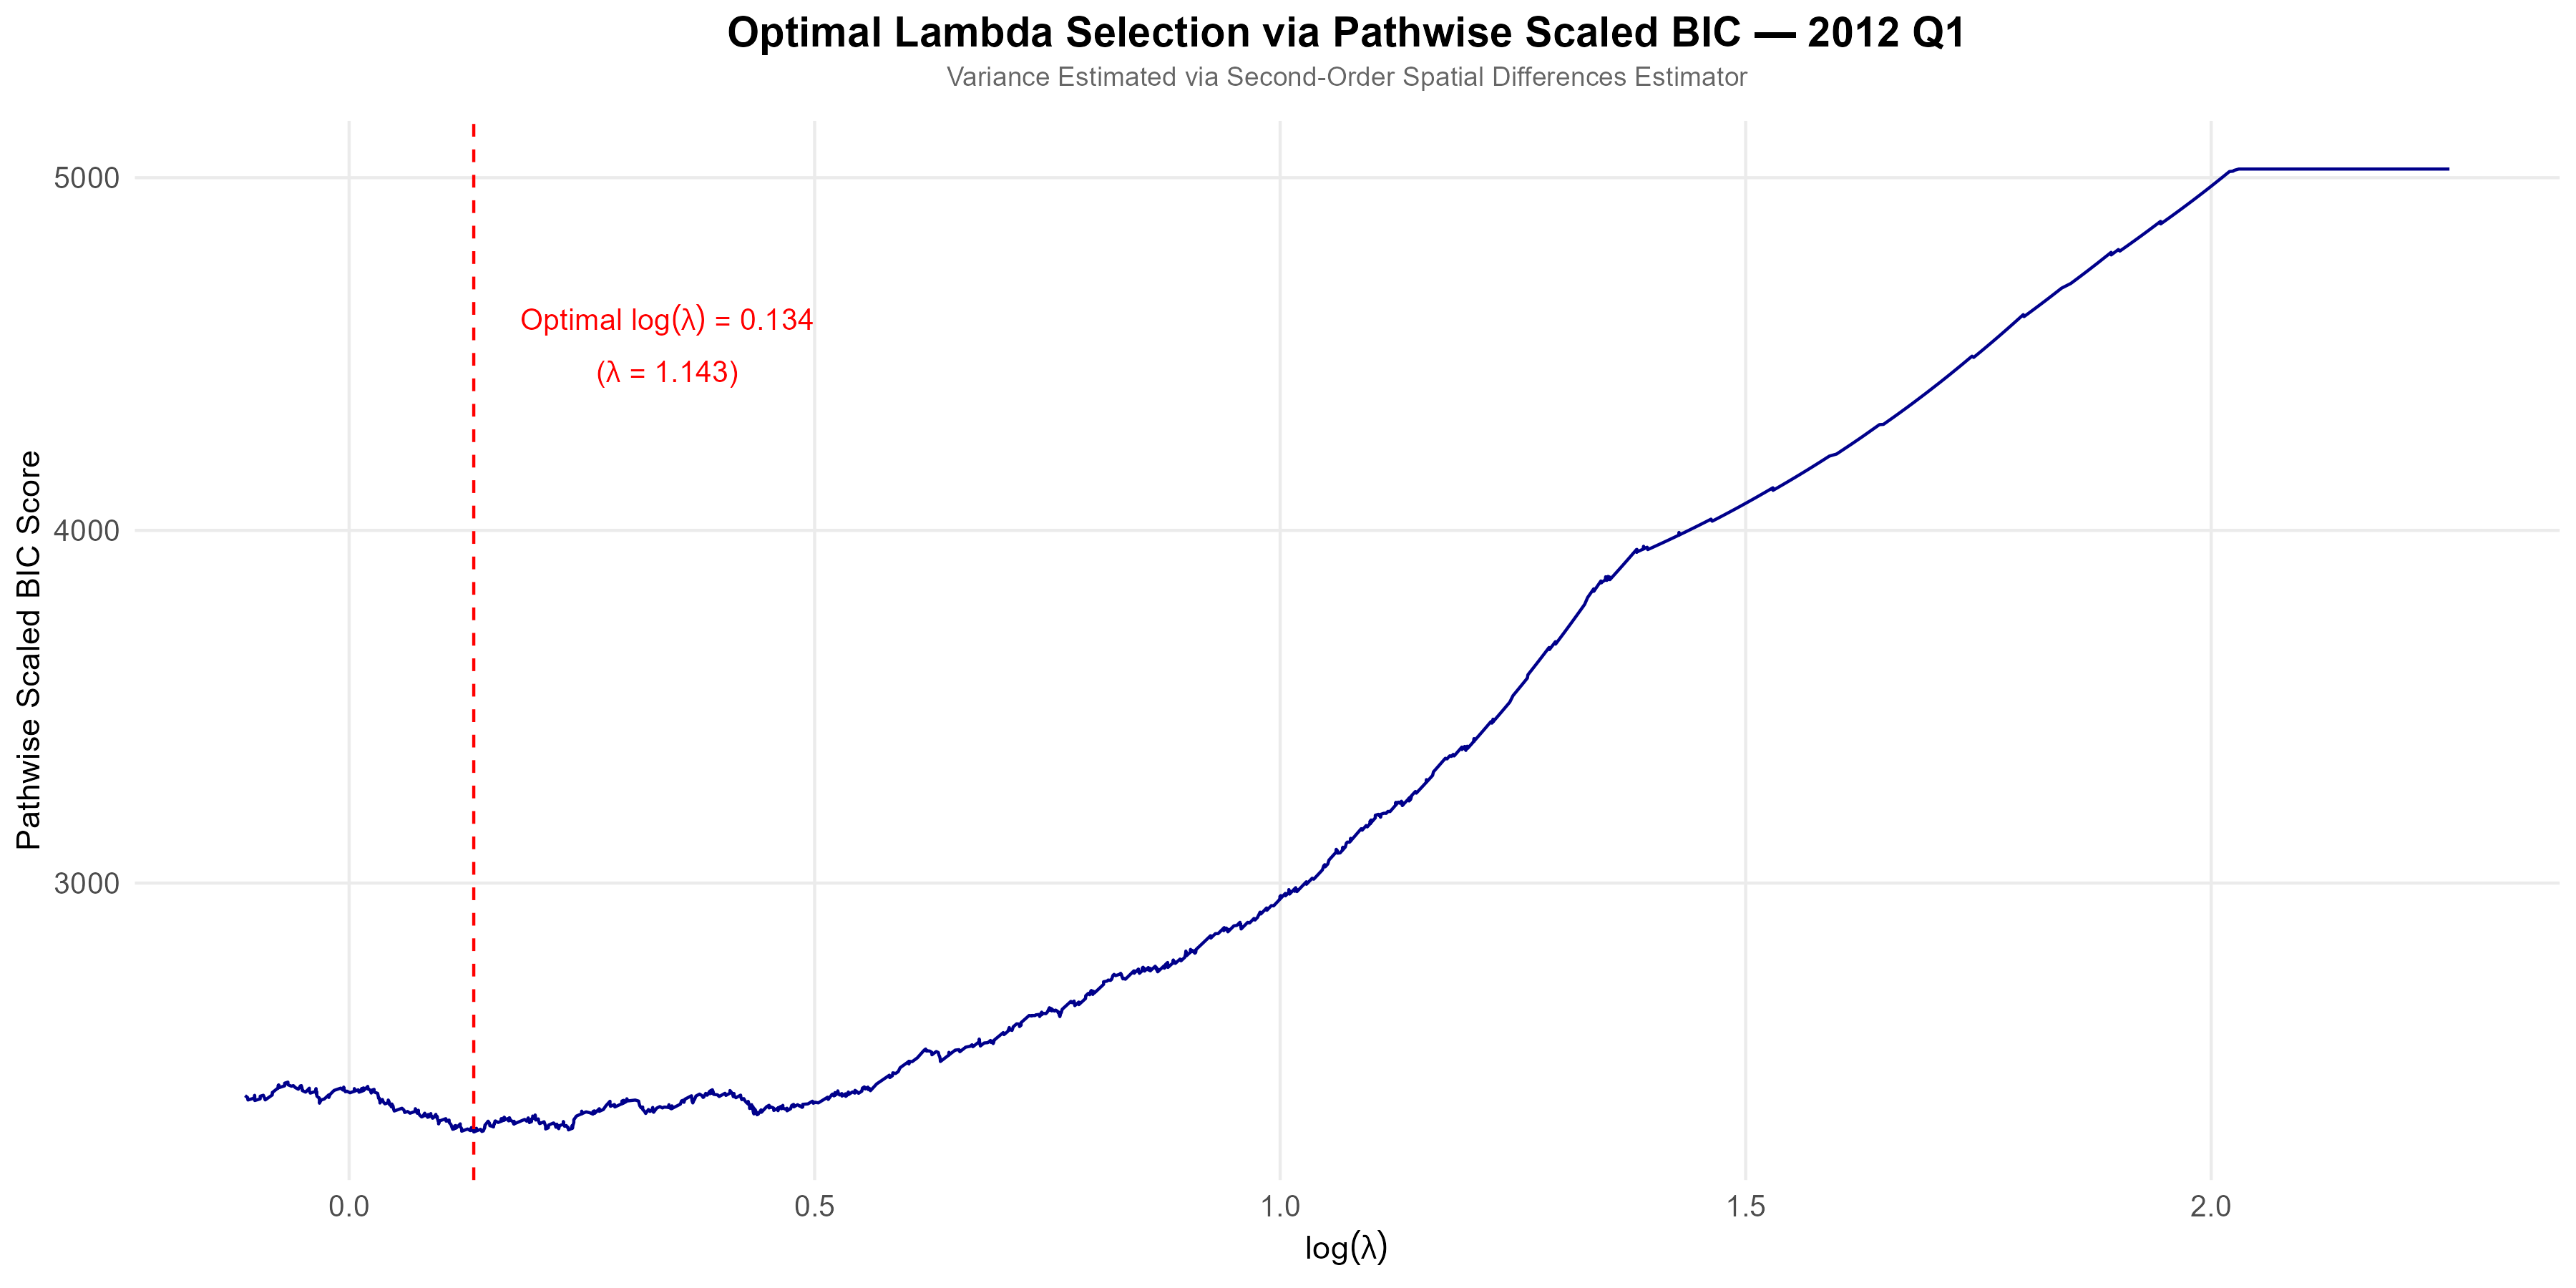 Optimal Lambda Selection via Pathwise Scaled BIC — 2012 Q1
Variance Estimated via Second-Order Spatial Differences Estimator
Pathwise Scaled BIC Score
5000
4000
3000
Optimal log(λ) = 0.134
(λ = 1.143)
0.0
0.5
1.0
1.5
2.0
log(λ)